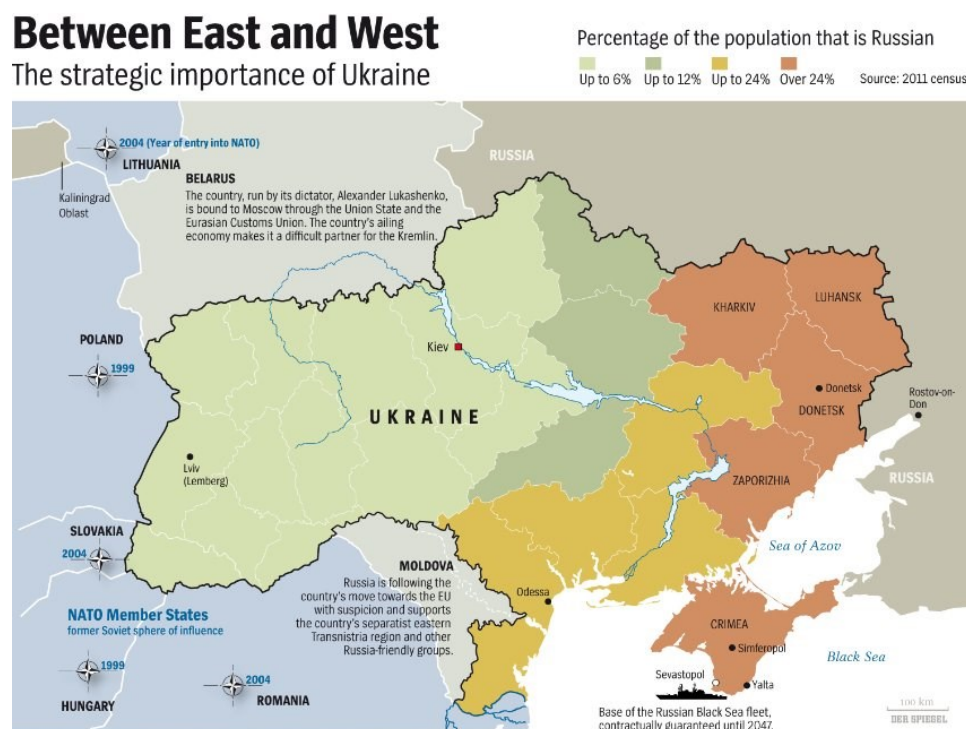 Between East and West
The strategic importance of Ukraine
Percentage of the population that is Russian
Up to 6% Up to 12% Up to 24% Over 24% Source: 2011 census
2004 (Year of entry into NATO)
LITHUANIA
RUSSIA
Kaliningrad
Oblast
BELARUS
The country, run by its dictator, Alexander Lukashenko,
is bound to Moscow through the Union State and the
Eurasian Customs Union. The country's ailing
economy makes it a difficult partner for the Kremlin.
KHARKIV
LUHANSK
POLAND
1999
Kiev
UKRAINE
Donetsk
DONETSK
Rostov-on-
Don
Lviv
(Lemberg)
ZAPORIZHIA
RUSSIA
SLOVAKIA
2004
Sea of Azov
MOLDOVA
Russia is following the
country's move towards the EU
with suspicion and supports
the country's separatist eastern
Transnistria region and other
Russia-friendly groups.
Odessa
NATO Member States
former Soviet sphere of influence
CRIMEA
Simferopol
Black Sea
1999
HUNGARY
2004
ROMANIA
Sevastopol
Yalta
Base of the Russian Black Sea fleet,
contractually guaranteed until 2047.
100 km
DER SPIEGEL